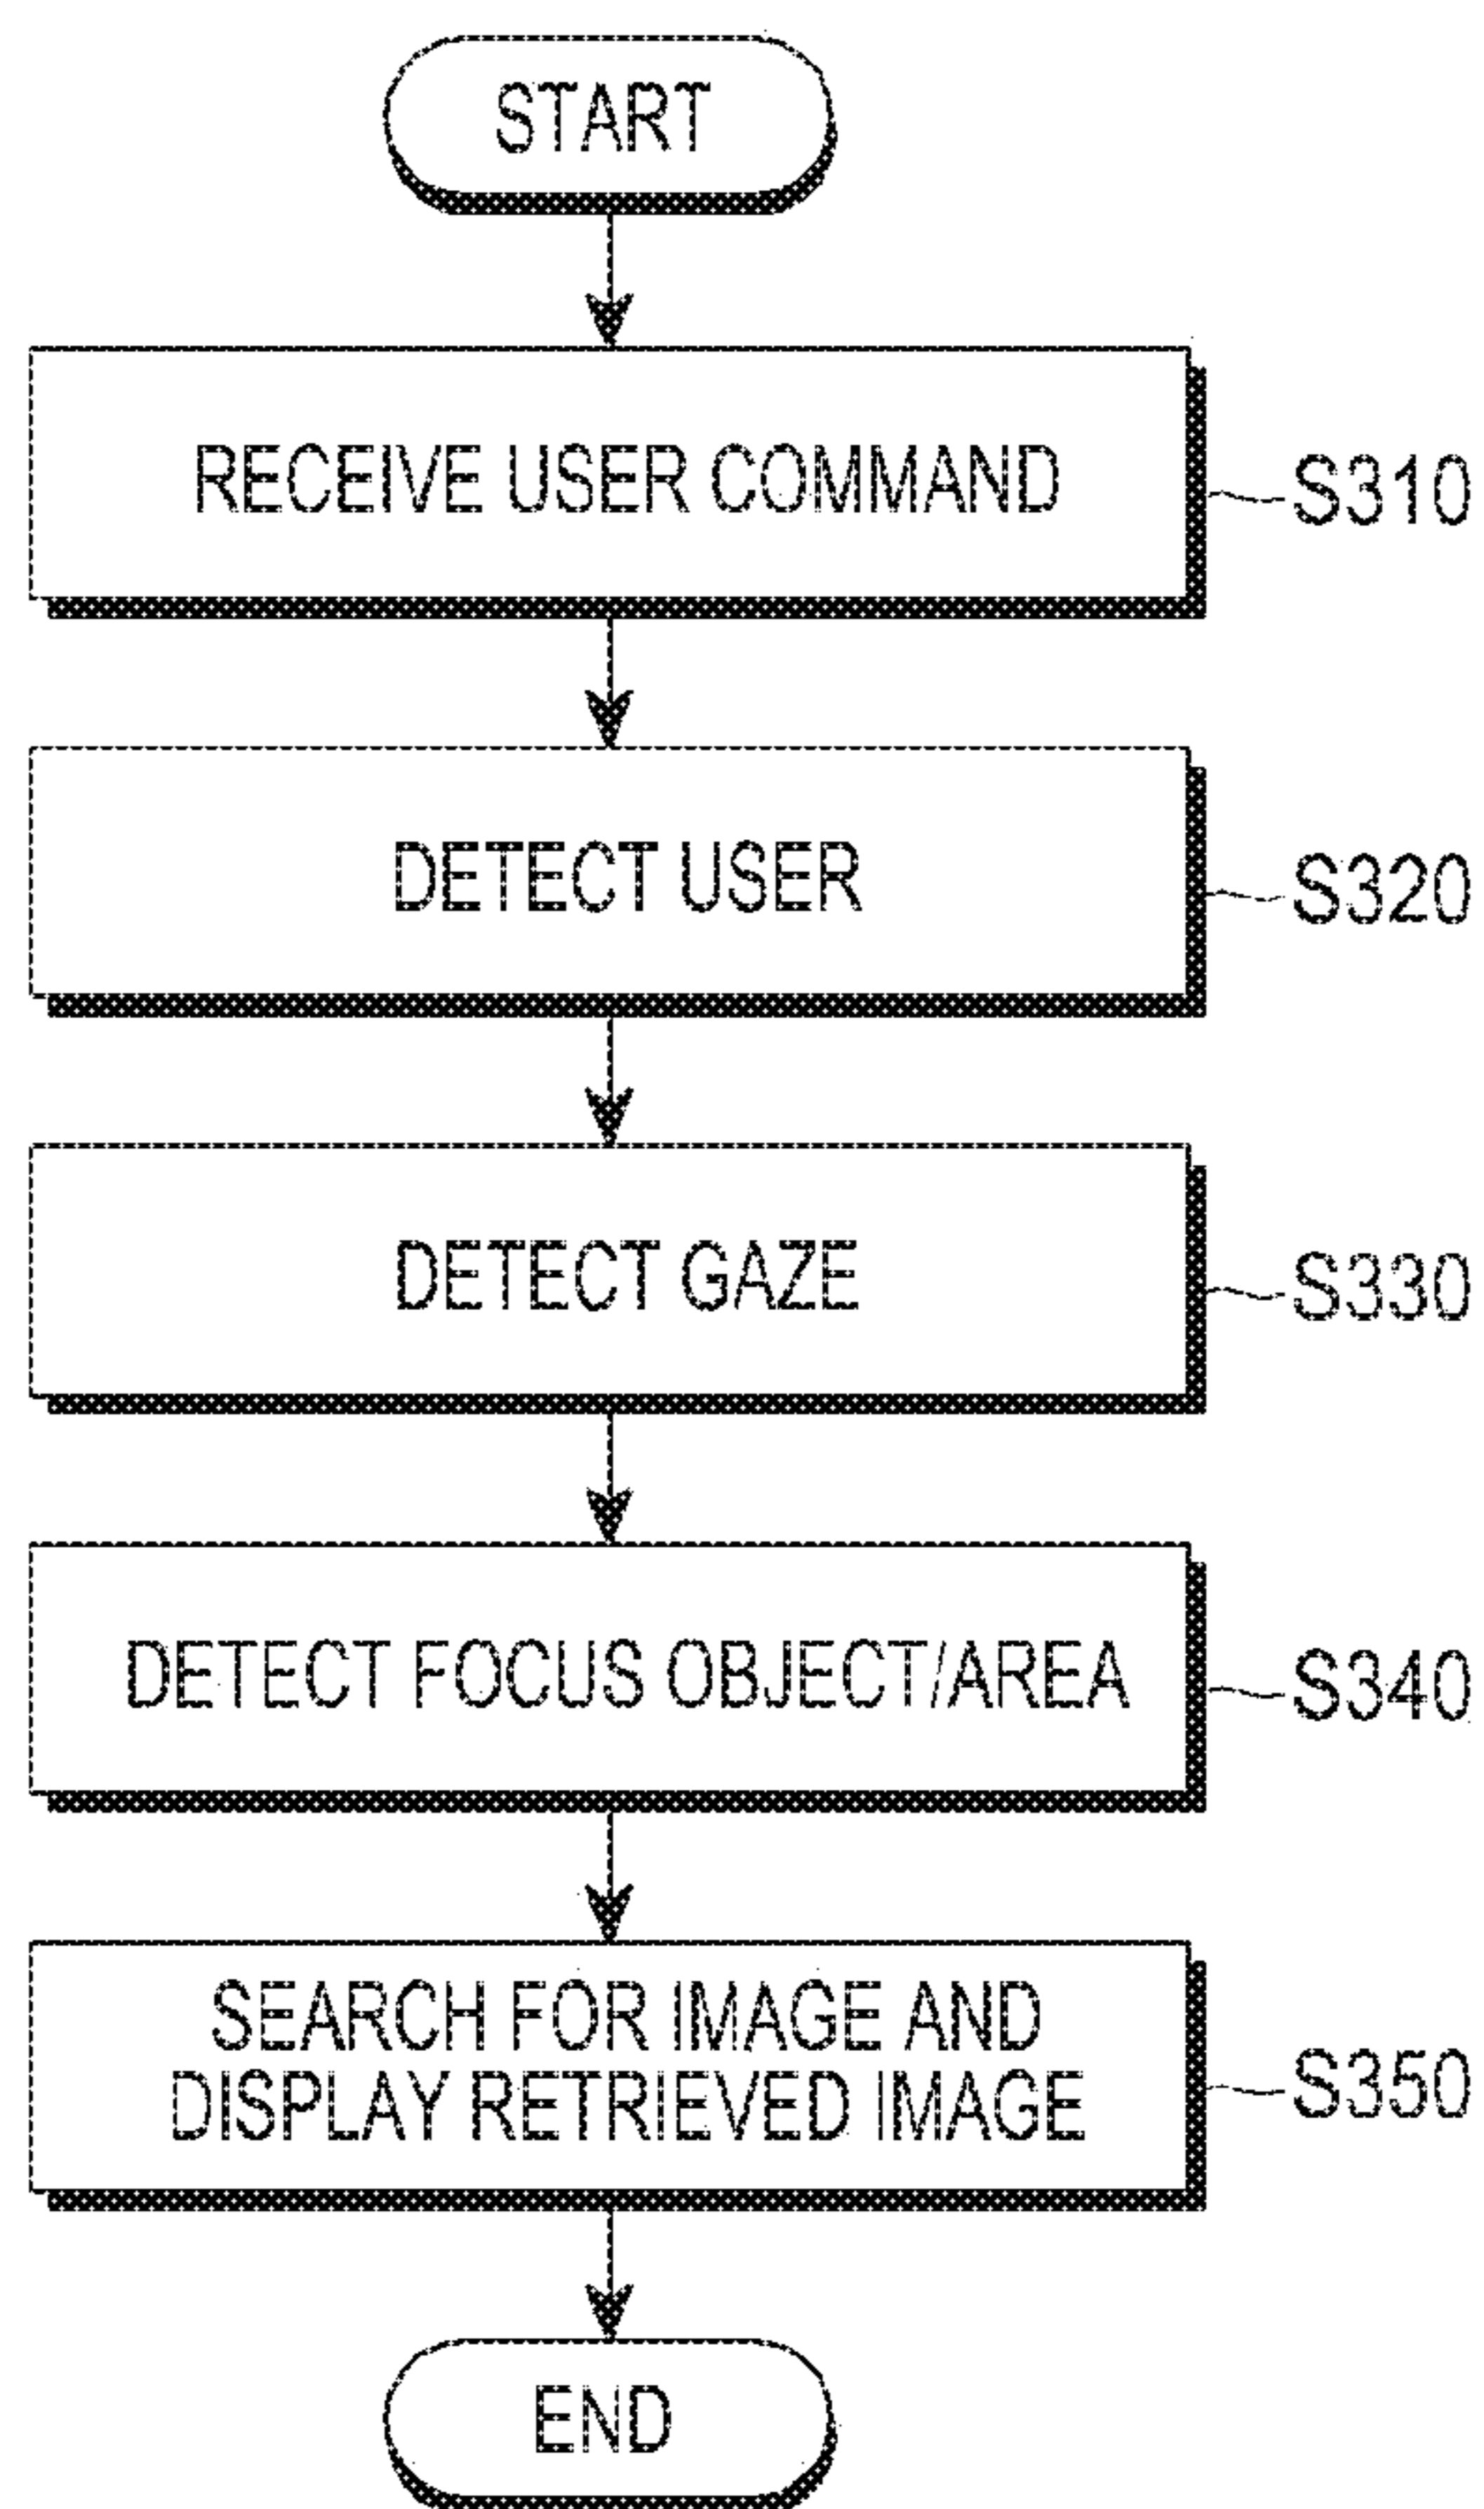 START
RECEIVE USER COMMAND
S310
DETECT USER
S320
DETECT GAZE
S330
DETECT FOCUS OBJECT/AREA
S340
SEARCH FOR IMAGE AND
DISPLAY RETRIEVED IMAGE
S350
END